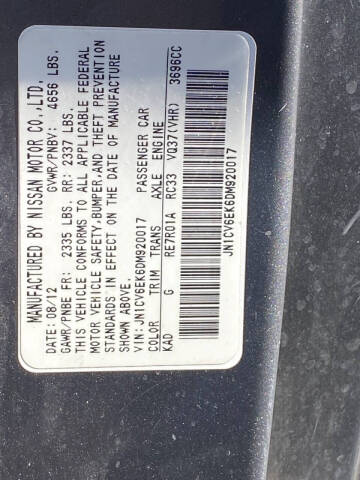 MANUFACTURED BY NISSAN MOTOR CO.,LTD.
DATE: 08/12 GVWR/PNBV: 4656 LBS.
GAWR/PNBE FR: 2335 LBS. RR: 2337 LBS.
THIS VEHICLE CONFORMS TO ALL APPLICABLE FEDERAL
MOTOR VEHICLE SAFETY,BUMPER,AND THEFT PREVENTION
STANDARDS IN EFFECT ON THE DATE OF MANUFACTURE
SHOWN ABOVE.
VIN: JN1CV6EK6DM920017 PASSENGER CAR
COLOR TRIM TRANS AXLE ENGINE
KAD G RE7R01A RC33 VQ37(VHR) 3696CC
JN1CV6EK6DM920017